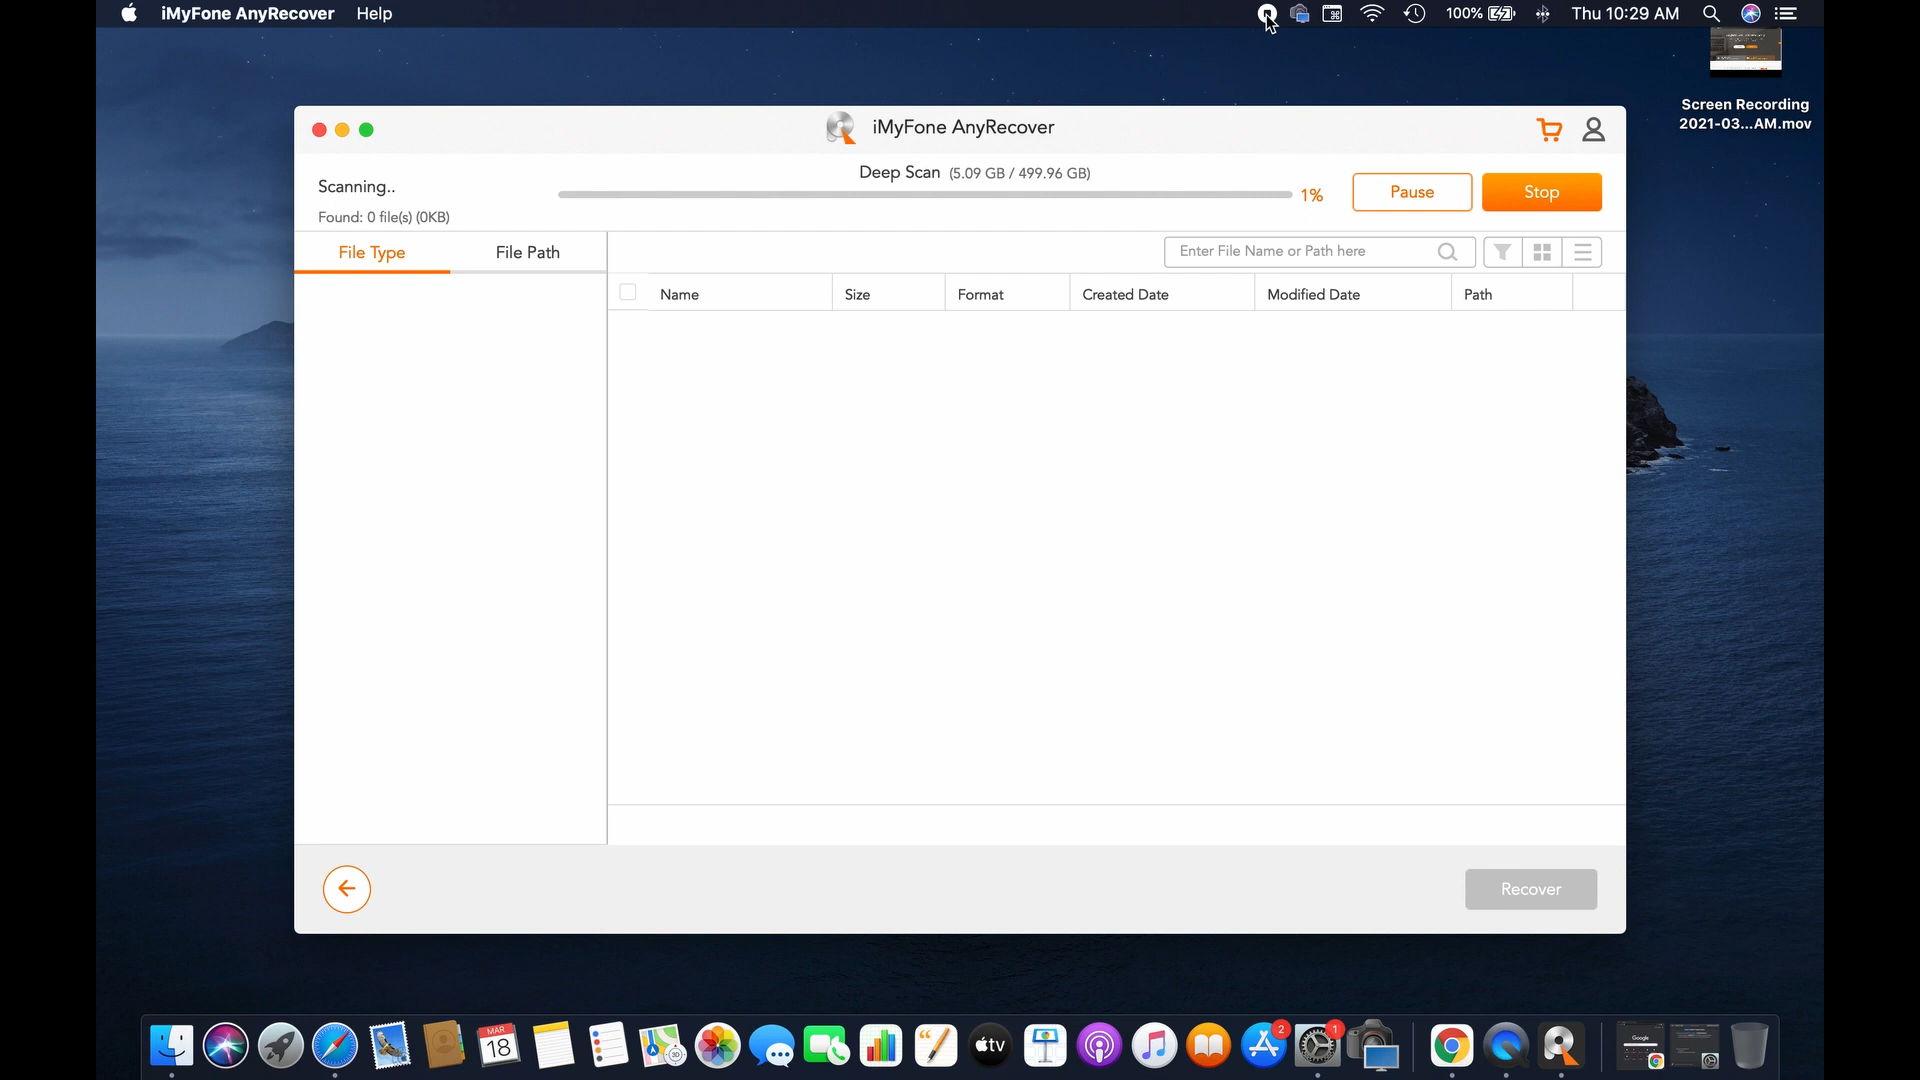 iMyFone AnyRecover Help
100% Thu 10:29 AM
Screen Recording
2021-03...AM.mov
iMyFone AnyRecover
Scanning..
Found: 0 file(s) (0KB)
Deep Scan (5.09 GB / 499.96 GB)
1%
Pause
Stop
File Type
File Path
Enter File Name or Path here
Name
Size
Format
Created Date
Modified Date
Path
Recover
MAR
18
3D
tv
2
1
Google